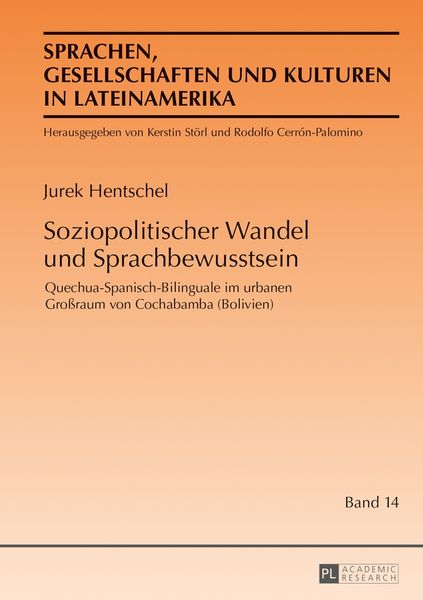 SPRACHEN,
GESELLSCHAFTEN UND KULTUREN
IN LATEINAMERIKA
Herausgegeben von Kerstin Störl und Rodolfo Cerrón-Palomino
Jurek Hentschel
Soziopolitischer Wandel
und Sprachbewusstsein
Quechua-Spanisch-Bilinguale im urbanen
Großraum von Cochabamba (Bolivien)
Band 14
PL ACADEMIC
RESEARCH